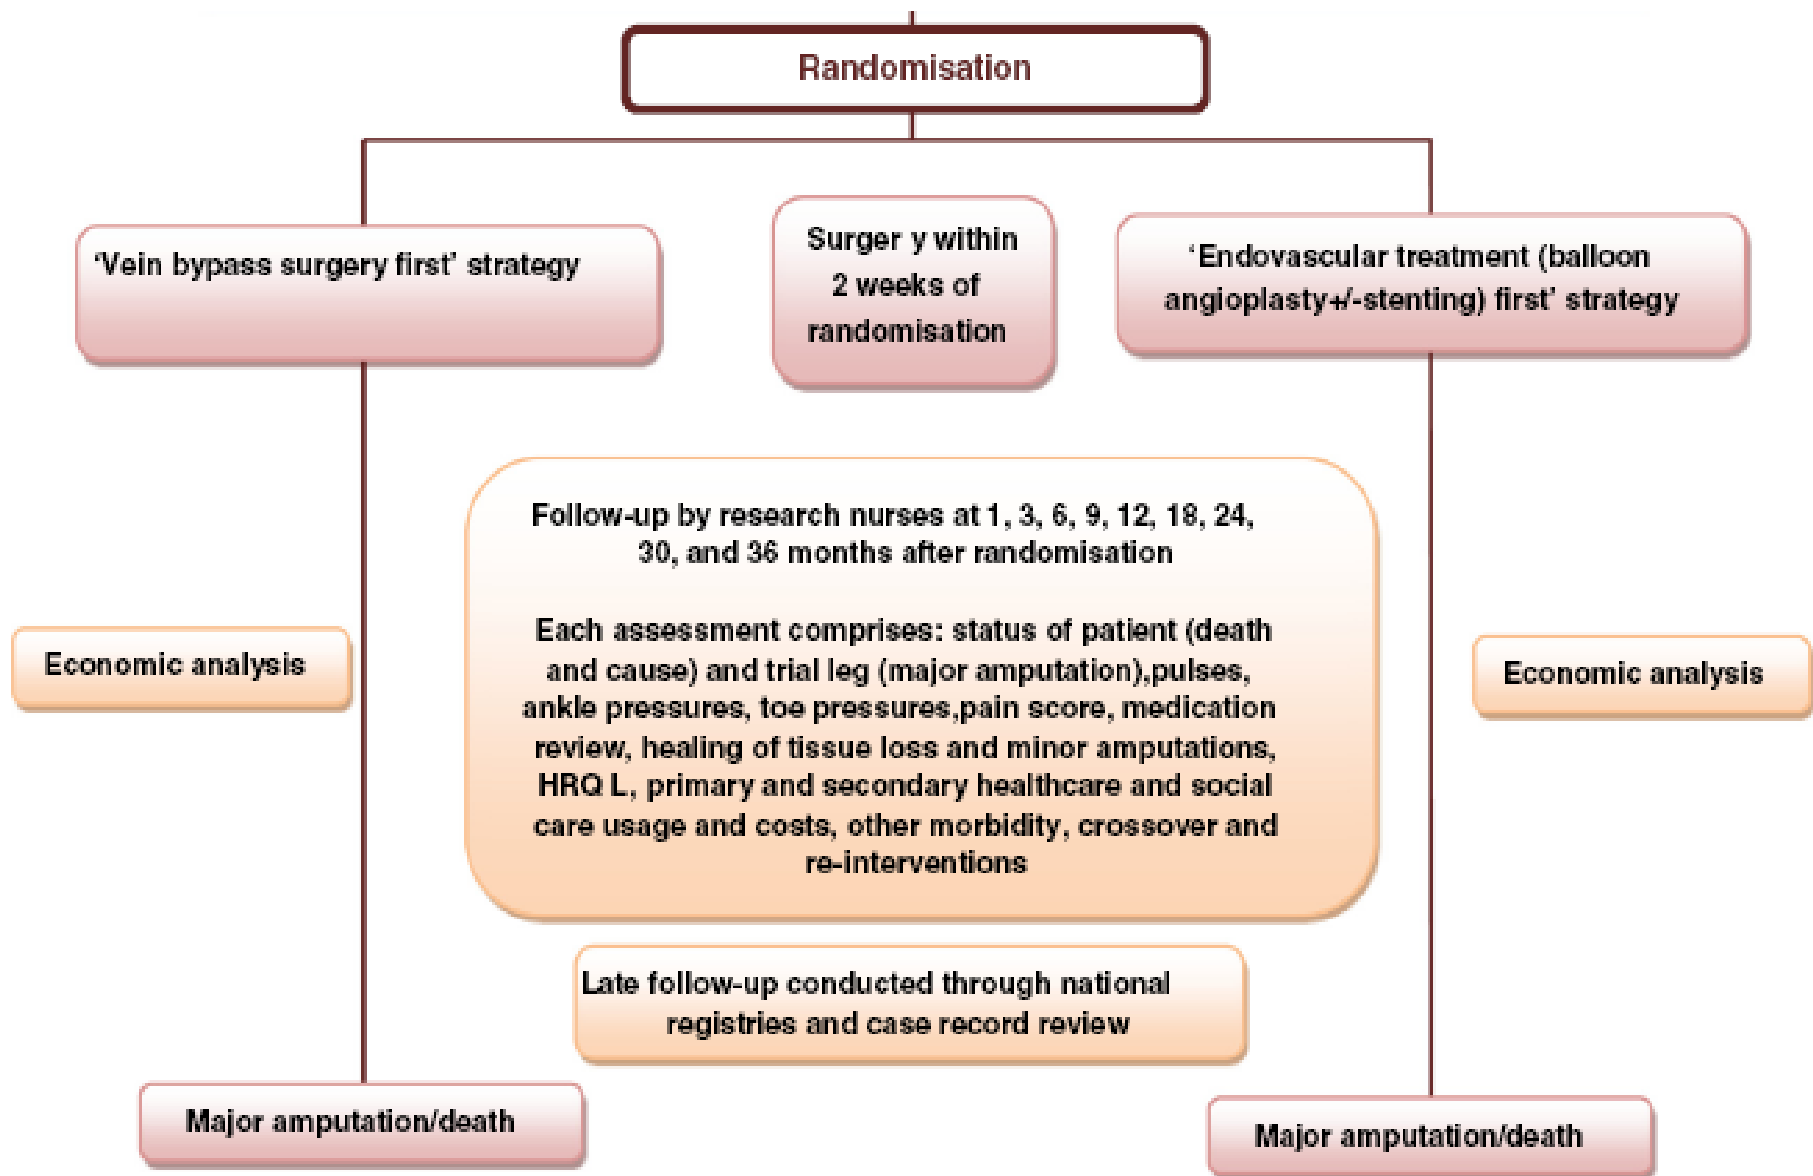 Randomisation
‘Vein bypass surgery first’ strategy
Surger y within
2 weeks of
randomisation
‘Endovascular treatment (balloon
angioplasty+/-stenting) first’ strategy
Follow-up by research nurses at 1, 3, 6, 9, 12, 18, 24,
30, and 36 months after randomisation
Each assessment comprises: status of patient (death
and cause) and trial leg (major amputation),pulses,
ankle pressures, toe pressures,pain score, medication
review, healing of tissue loss and minor amputations,
HRQ L, primary and secondary healthcare and social
care usage and costs, other morbidity, crossover and
re-interventions
Economic analysis
Economic analysis
Late follow-up conducted through national
registries and case record review
Major amputation/death
Major amputation/death